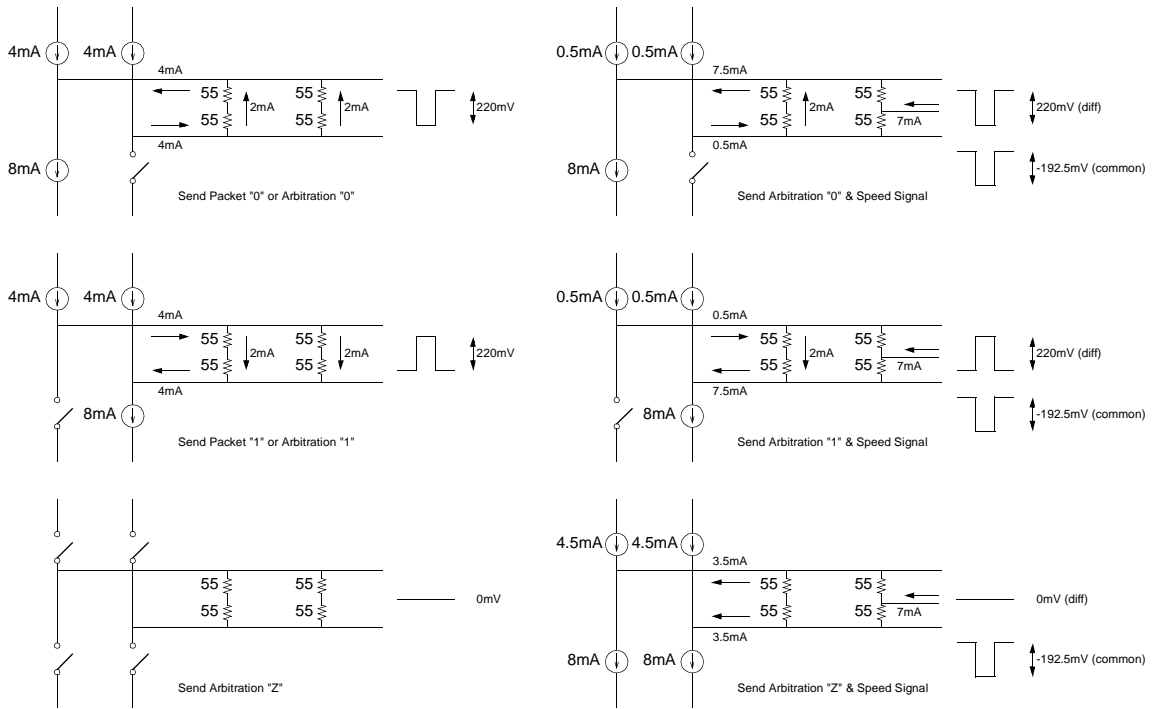 4mA 4mA
4mA
55 55
2mA 2mA
220mV
55 55
4mA
8mA
Send Packet "0" or Arbitration "0"
0.5mA 0.5mA
7.5mA
55 55
2mA
220mV (diff)
55 55
7mA
0.5mA
8mA
-192.5mV (common)
Send Arbitration "0" & Speed Signal
4mA 4mA
4mA
55 55
2mA 2mA
220mV
55 55
4mA
8mA
Send Packet "1" or Arbitration "1"
0.5mA 0.5mA
0.5mA
55 55
2mA
220mV (diff)
55 55
7mA
7.5mA
8mA
-192.5mV (common)
Send Arbitration "1" & Speed Signal
55 55
0mV
55 55
Send Arbitration "Z"
4.5mA 4.5mA
3.5mA
55 55
0mV (diff)
55 55
7mA
3.5mA
8mA 8mA
-192.5mV (common)
Send Arbitration "Z" & Speed Signal